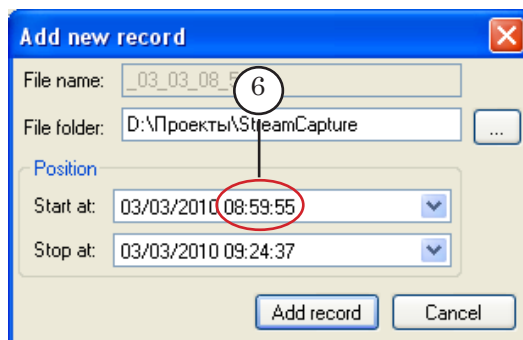 Add new record
File name: _03_03_08_5
6
File folder: D:\Проекты\StreamCapture ...
Position
Start at: 03/03/2010 08:59:55
Stop at: 03/03/2010 09:24:37
Add record Cancel